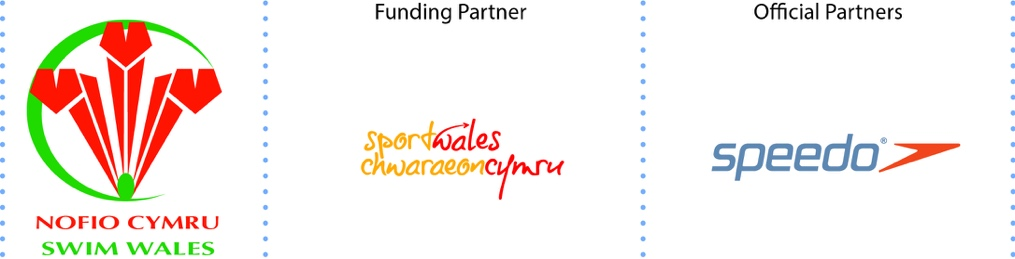 NOFIO CYMRU
SWIM WALES
Funding Partner
sportwales
chwaraeoncymru
Official Partners
speedo®